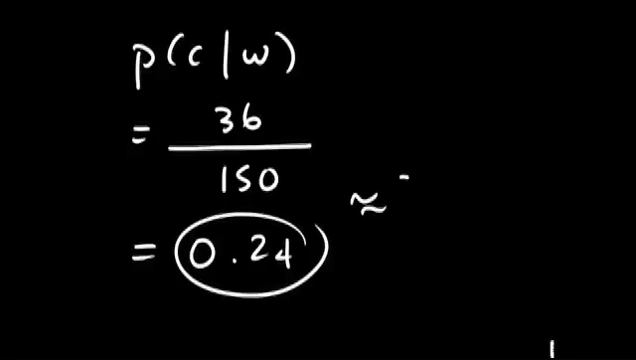 p(c|w)
= 36
150
= 0.24 ≈